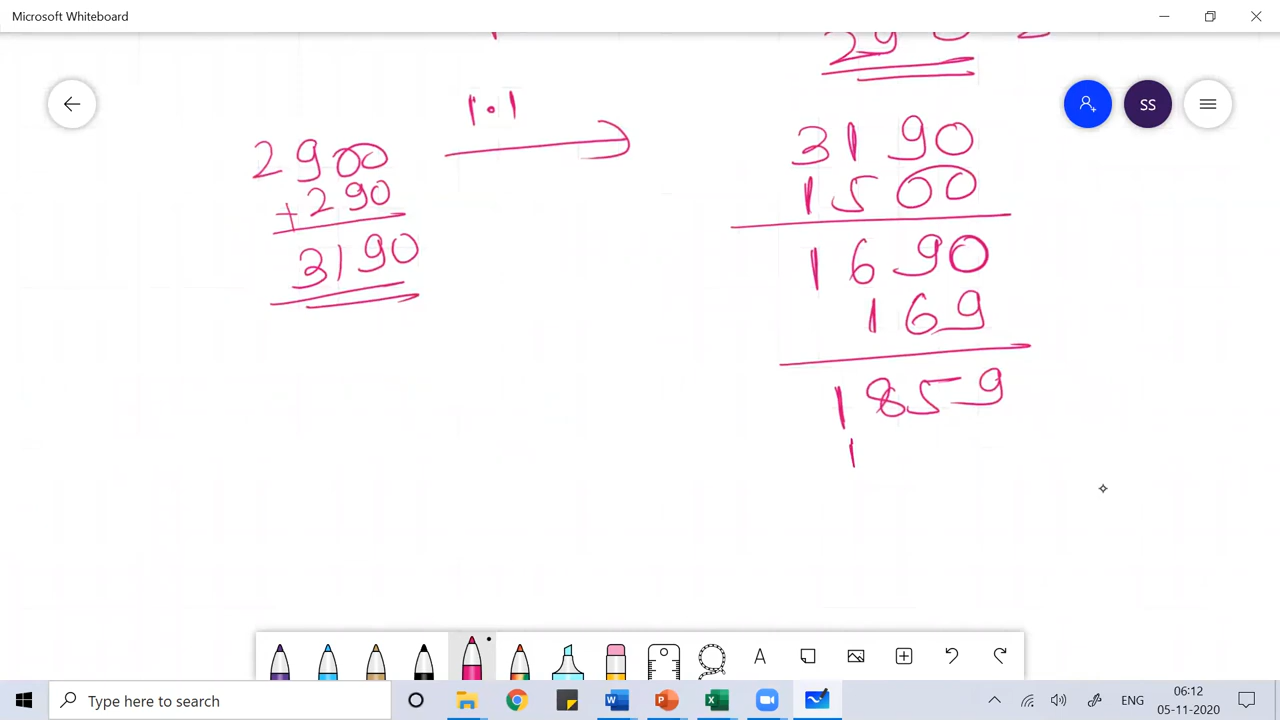 Microsoft Whiteboard
SS
1.1
2900
+290
3190
3190
1500
1690
169
1859
1
A
Type here to search
ENG
06:12
05-11-2020